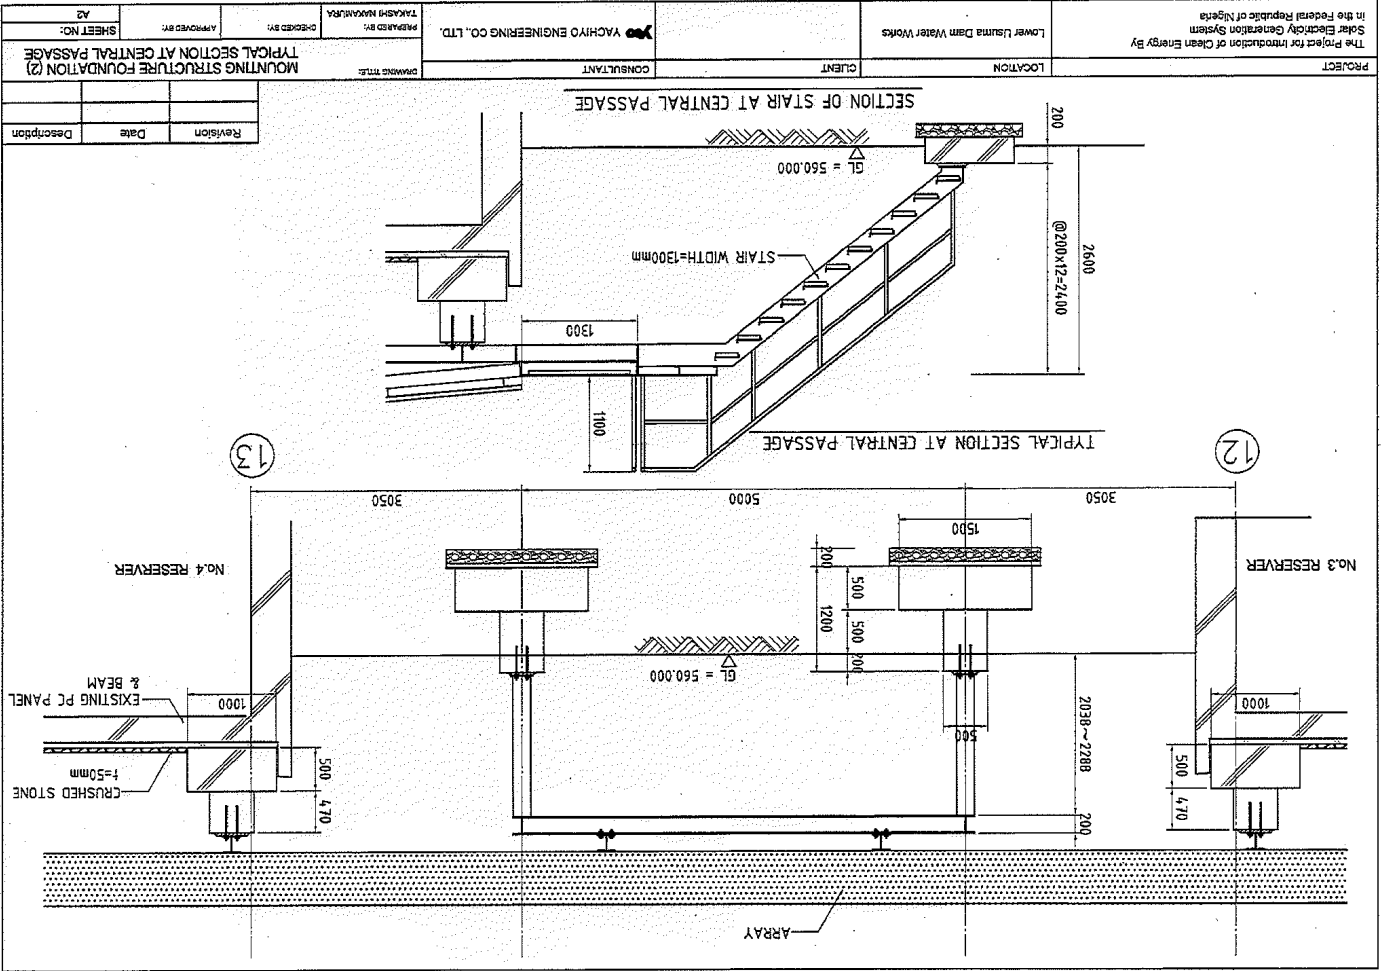 ARRAY
200
2038~2288
470
500
1000
470
500
1000
CRUSHED STONE
t=50mm
EXISTING PC PANEL
& BEAM
500
GL = 560.000
200
500
500
1200
200
1500
No.3 RESERVER
No.4 RESERVER
3050
5000
3050
12
13
TYPICAL SECTION AT CENTRAL PASSAGE
1100
1300
2600
@200x12=2400
STAIR WIDTH=1300mm
GL = 560.000
200
SECTION OF STAIR AT CENTRAL PASSAGE
Revision
Date
Description
PROJECT
The Project for Introduction of Clean Energy By
Solar Electricity Generation System
in the Federal Republic of Nigeria
LOCATION
Lower Usuma Dam Water Works
CLIENT
CONSULTANT
yeo YACHIYO ENGINEERING CO., LTD.
DRAWING TITLE:
MOUNTING STRUCTURE FOUNDATION (2)
TYPICAL SECTION AT CENTRAL PASSAGE
PREPARED BY:
TAKASHI NAKAMURA
CHECKED BY:
APPROVED BY:
SHEET NO:
A2